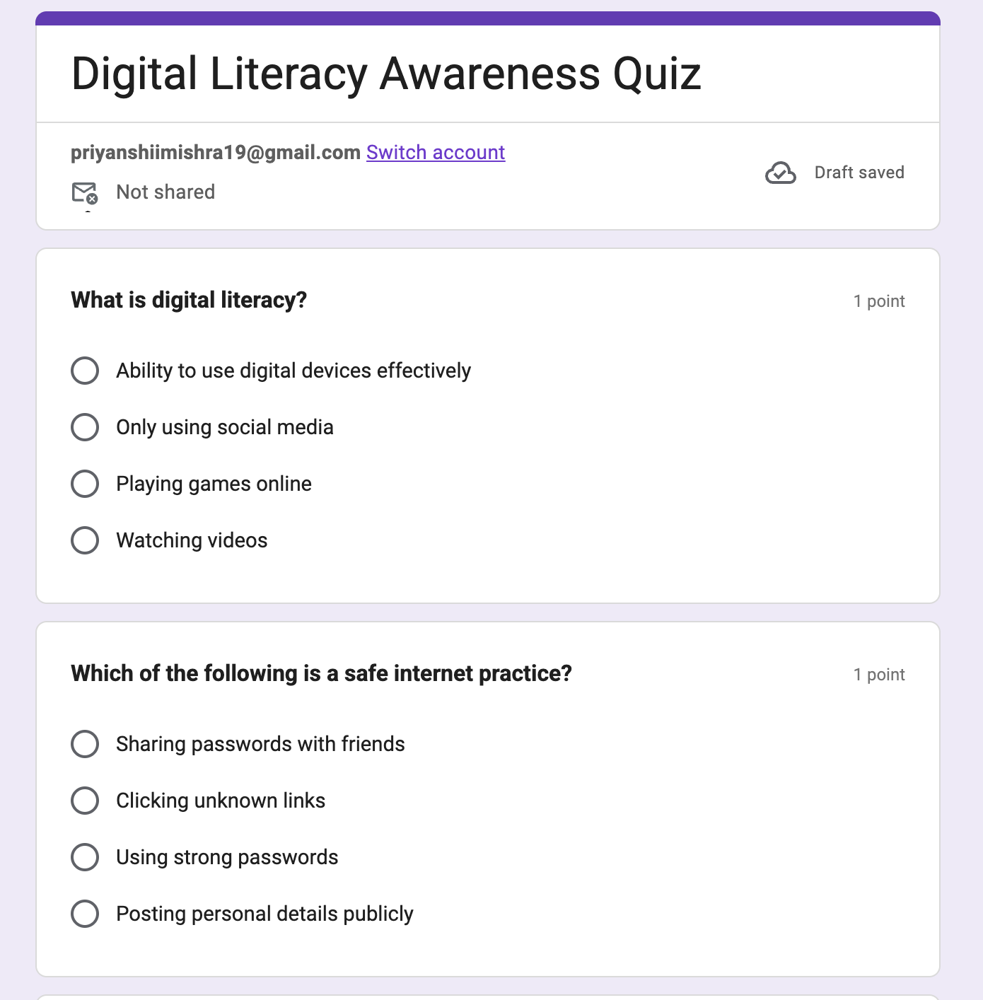 Digital Literacy Awareness Quiz
priyanshiimishra19@gmail.com Switch account
Not shared
Draft saved
What is digital literacy?
1 point
Ability to use digital devices effectively
Only using social media
Playing games online
Watching videos
Which of the following is a safe internet practice?
1 point
Sharing passwords with friends
Clicking unknown links
Using strong passwords
Posting personal details publicly